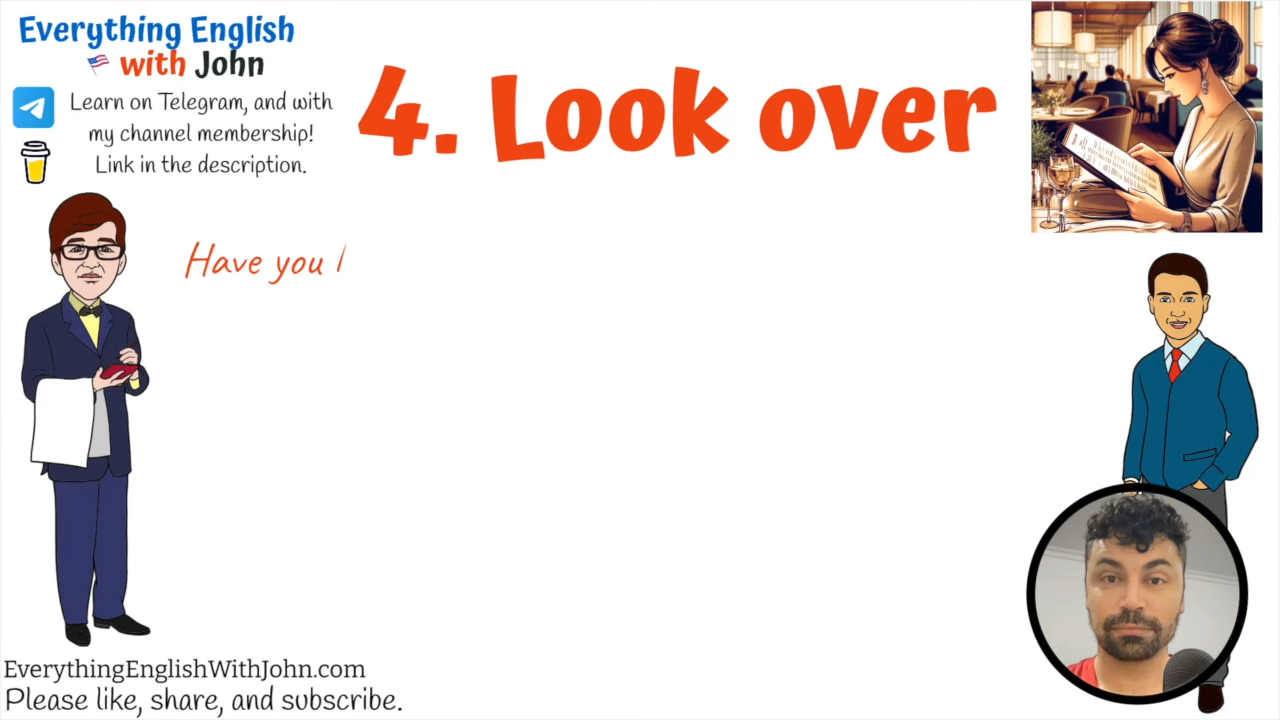 Everything English
with John
Learn on Telegram, and with
my channel membership!
Link in the description.
4. Look over
Have you l
EverythingEnglishWithJohn.com
Please like, share, and subscribe.